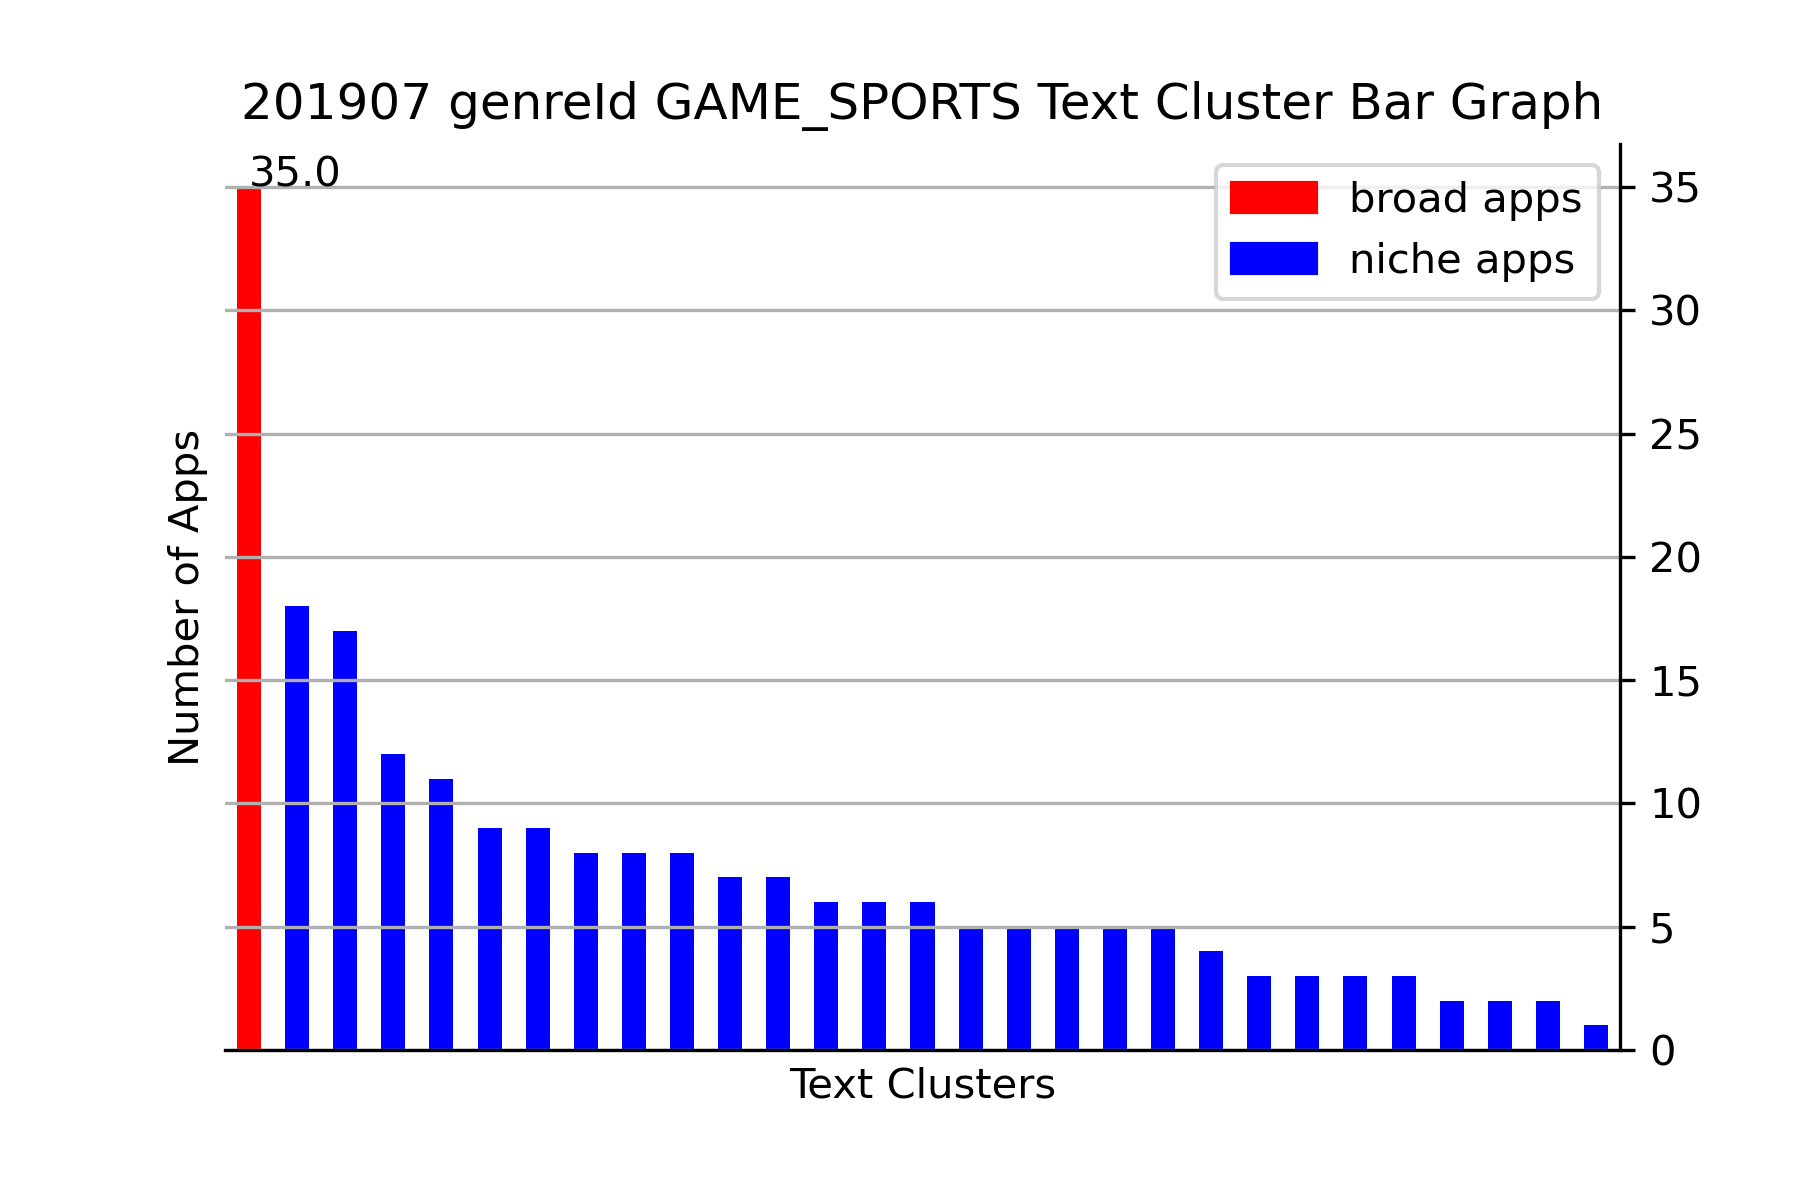 201907 genreId GAME_SPORTS Text Cluster Bar Graph
35.0
broad apps
niche apps
35
30
25
20
15
10
5
0
Number of Apps
Text Clusters